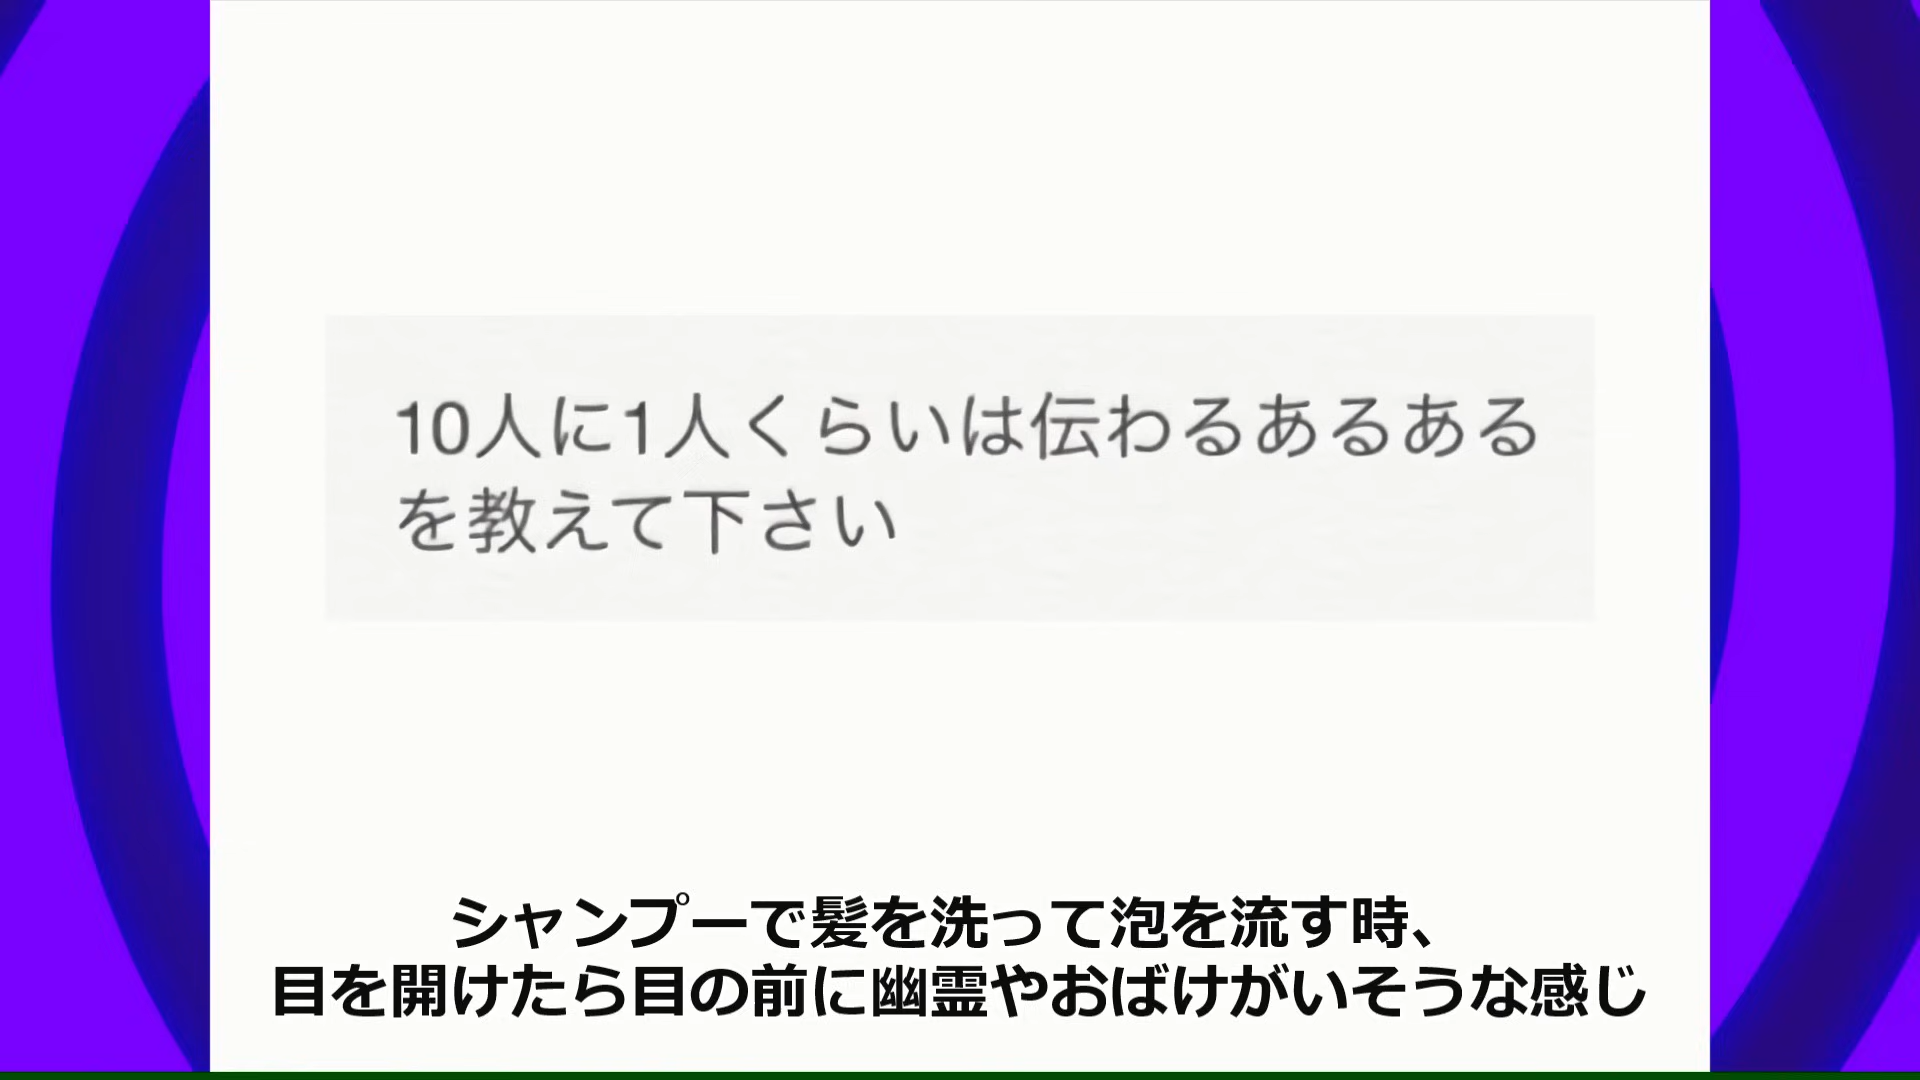 10人に1人くらいは伝わるあるある
を教えて下さい
シャンプーで髪を洗って泡を流す時、
目を開けたら目の前に幽霊やおばけがいそうな感じ